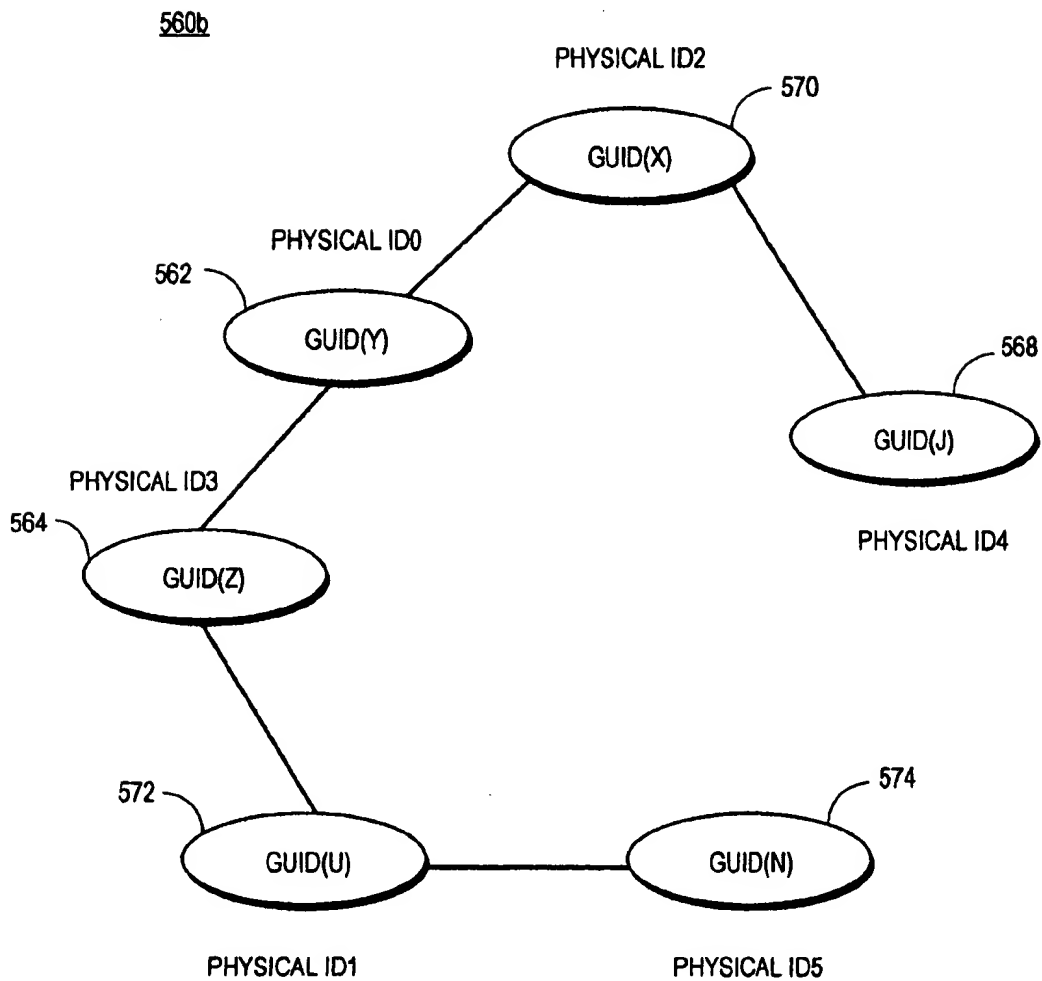 560b
PHYSICAL ID2
570
GUID(X)
PHYSICAL ID0
562
GUID(Y)
568
GUID(J)
PHYSICAL ID3
564
PHYSICAL ID4
GUID(Z)
572
574
GUID(U)
GUID(N)
PHYSICAL ID1
PHYSICAL ID5